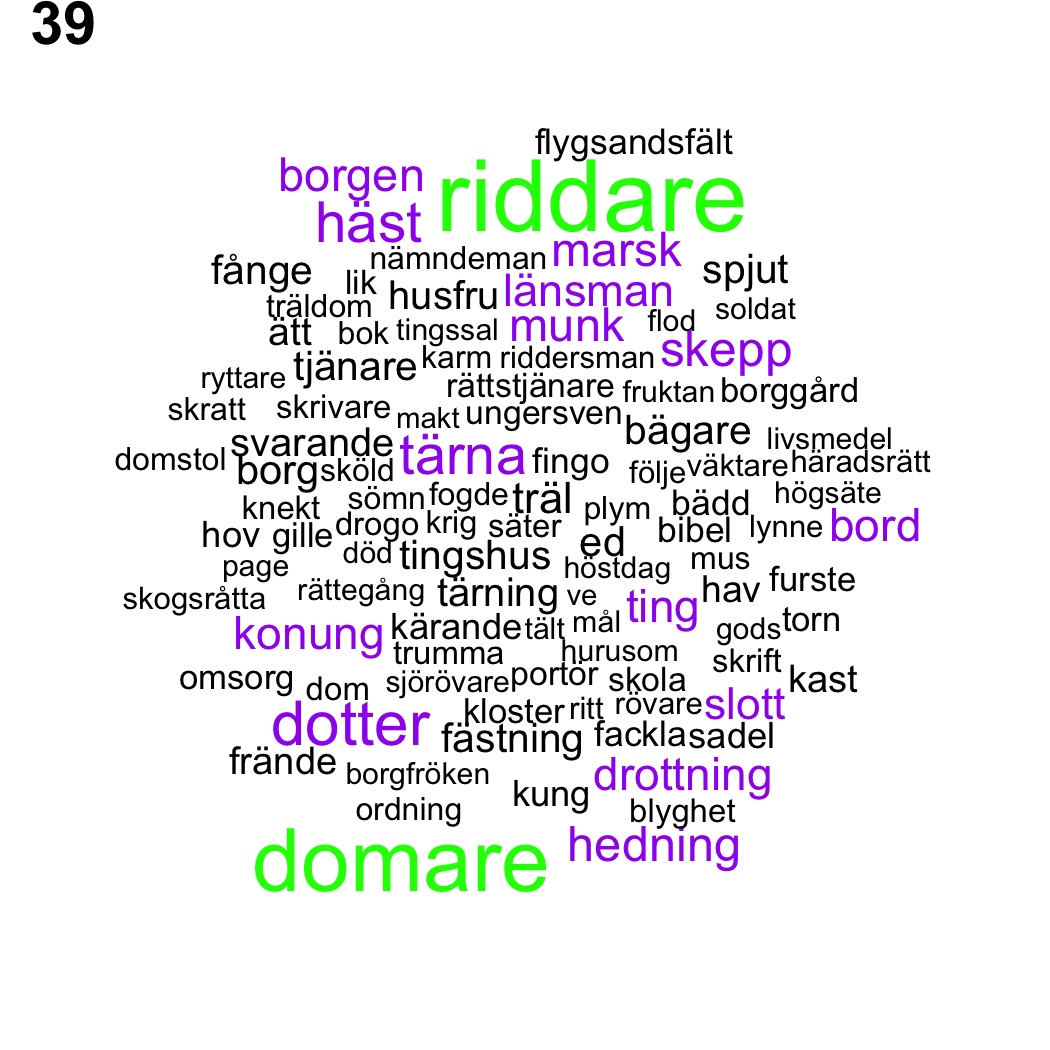 39
flygsandsfält
borgen riddare
häst
nämndeman marsk
fånge lik spjut
träldom husfru länsman soldat
ätt bok tingssal munk flod
tjänare karm riddersman skepp
ryttare rättstjänare fruktan borggård
skratt skrivare makt ungersven
svarande bägare livsmedel
domstol borg sköld tärna fingo följe väktare häradsrätt
knekt sömn fogde träl plym bädd högsäte
hov gille drogo krig säter ed bibel lynne bord
page död tingshus höstdag mus
skogsråtta rättegång tärning ve ting hav furste
konung kärande tält mål gods torn
trumma hurusom skrift
omsorg dom sjörövare portör skola kast
dotter kloster ritt rövare slott
fästning fackla sadel
frände borgfröken drottning
ordning kung blyghet
domare hedning